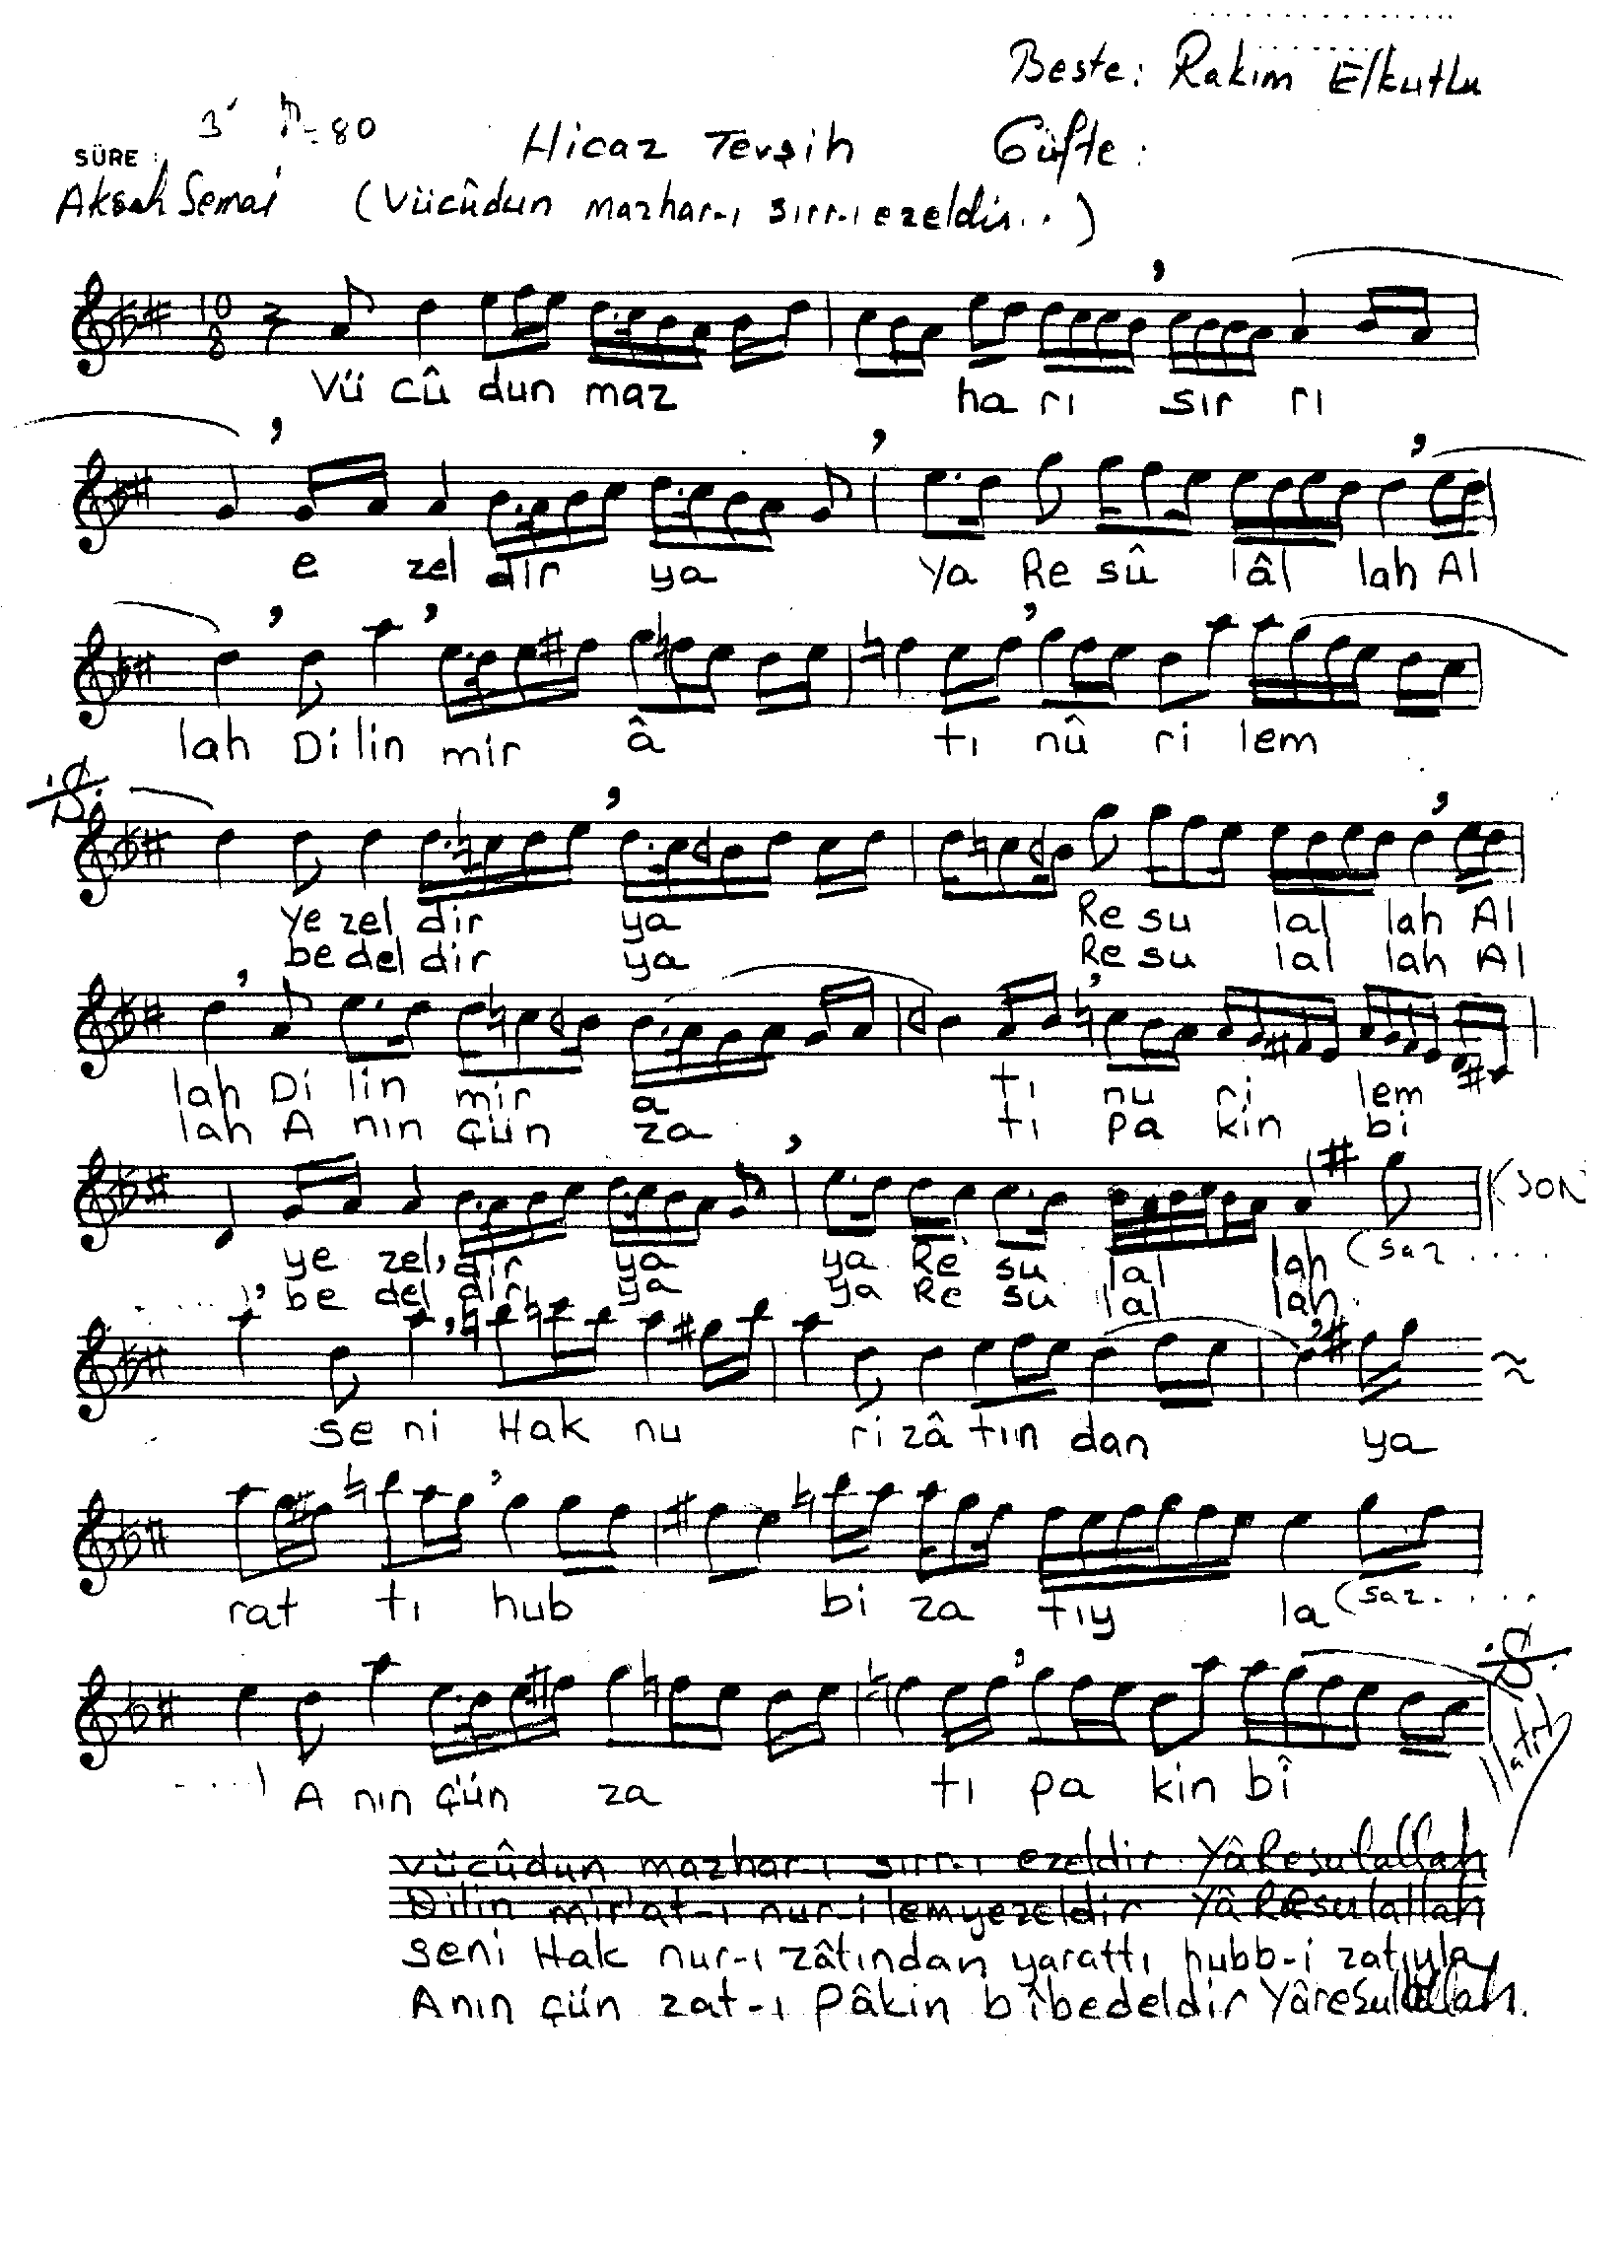 Beste: Rakım Elkutlu
3' = 80
SÜRE: Hicaz Tevşih Güfte:
Aksak Semai (Vücûdun mazhar-ı sırr-ı ezeldir..)
10
8
Vü cû dun maz ha rı sır rı
e zel dir ya Ya Re sû lâl lah Al
lah Di lin mir â tı nû ri lem
ye zel dir ya Re su lal lah Al
be del dir ya Re su lal lah Al
lah Di lin mir a tı nu ri lem
lah A nın çün za tı pa kin bi
SON
ye zel dir ya ya Re su lal lah (saz ....
be del dir ya ya Re su lal lah
....)
se ni Hak nu ri zâ tın dan ya
rat tı hub bi za tıy la (saz....
....) A nın çün za tı pa kin bî
Vücûdun mazhar-ı sırr-ı ezeldir Yâ Resulallah
Dilin mir'at-ı nur-i lemyezeldir Yâ Resulallah
Seni Hak nur-ı zâtından yarattı hubb-i zatıyla
Anın çün zat-ı Pâkin bîbedeldir Yâresulallah.